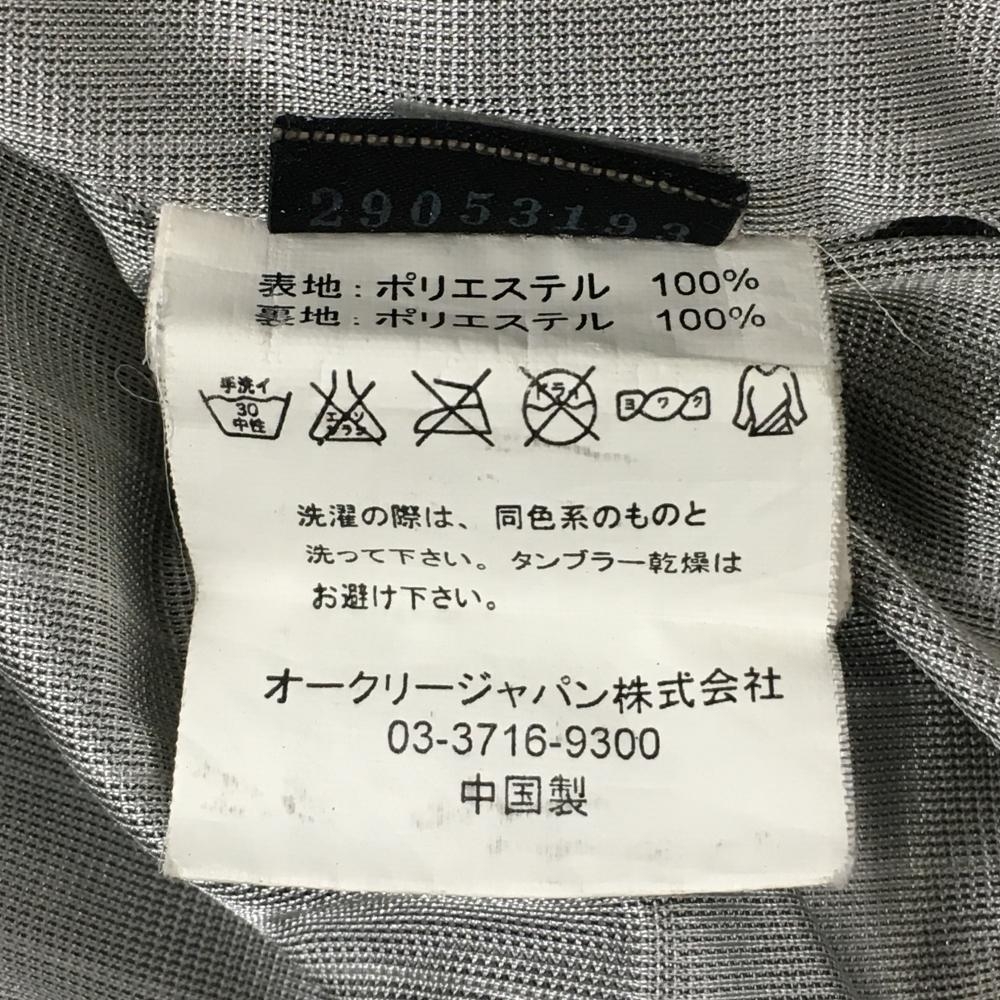 29053193
表地：ポリエステル 100%
裏地：ポリエステル 100%
手洗イ
30
中性
エンソ
サラシ
ドライ
ヨワク
洗濯の際は、同色系のものと
洗って下さい。タンブラー乾燥は
お避け下さい。
オークリージャパン株式会社
03-3716-9300
中国製